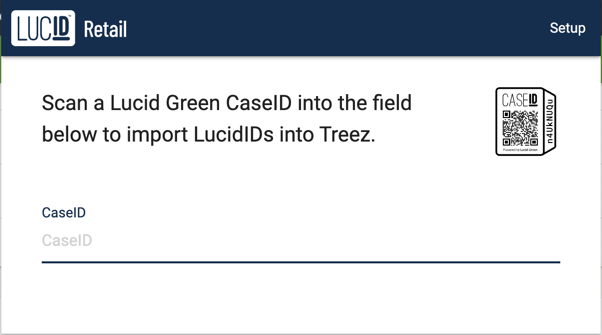 LUCID Retail
Setup
Scan a Lucid Green CaseID into the field
below to import LucidIDs into Treez.
CASEID
n4UkNUQu
Powered by Lucid Green
CaseID
CaseID